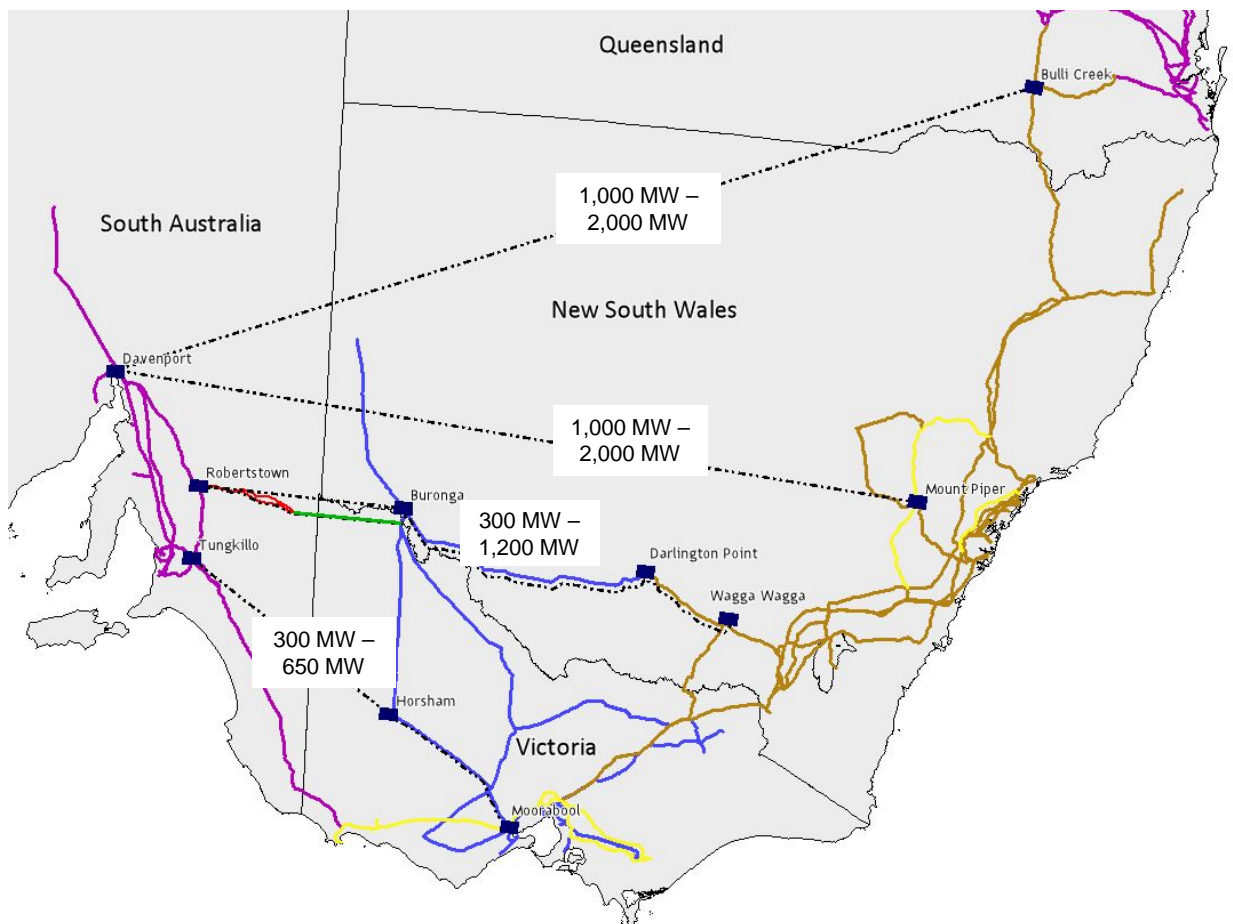 Queensland
Bulli Creek
1,000 MW –
2,000 MW
South Australia
New South Wales
Davenport
1,000 MW –
2,000 MW
Robertstown
Buronga
Mount Piper
300 MW –
1,200 MW
Tungkillo
Darlington Point
Wagga Wagga
300 MW –
650 MW
Horsham
Victoria
Moorabool